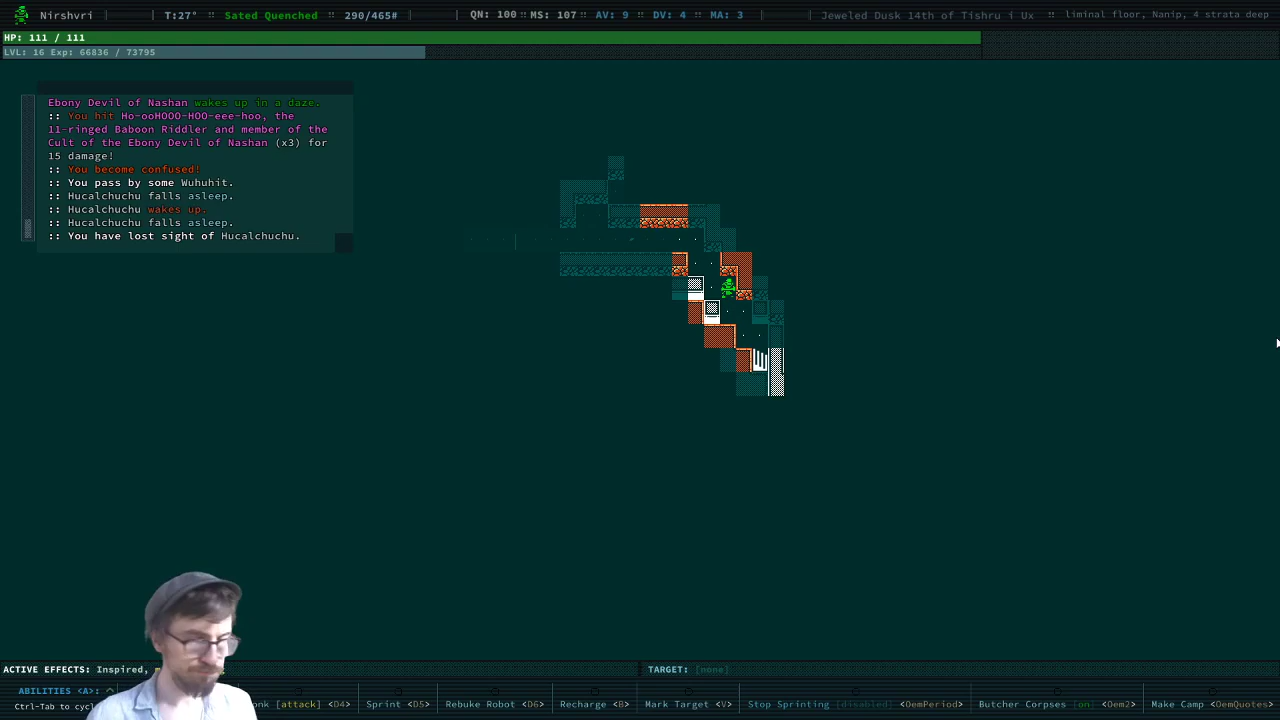 Nirshvri T:27° :: Sated Quenched :: 290/465# QN: 100 :: MS: 107 :: AV: 9 :: DV: 4 :: MA: 3 Jeweled Dusk 14th of Tishru i Ux :: liminal floor, Nanip, 4 strata deep
HP: 111 / 111
LVL: 16 Exp: 66836 / 73795
Ebony Devil of Nashan wakes up in a daze.
:: You hit Ho-ooHOOO-HOO-eee-hoo, the
11-ringed Baboon Riddler and member of the
Cult of the Ebony Devil of Nashan (x3) for
15 damage!
:: You become confused!
:: You pass by some Wuhuhit.
:: Hucalchuchu falls asleep.
:: Hucalchuchu wakes up.
:: Hucalchuchu falls asleep.
:: You have lost sight of Hucalchuchu.
ACTIVE EFFECTS: Inspired, TARGET: [none]
ABILITIES <A>:
Ctrl-Tab to cycl [attack] <D4> Sprint <D5> Rebuke Robot <D6> Recharge <B> Mark Target <V> Stop Sprinting [disabled] <OemPeriod> Butcher Corpses [on] <Oem2> Make Camp <OemQuotes>